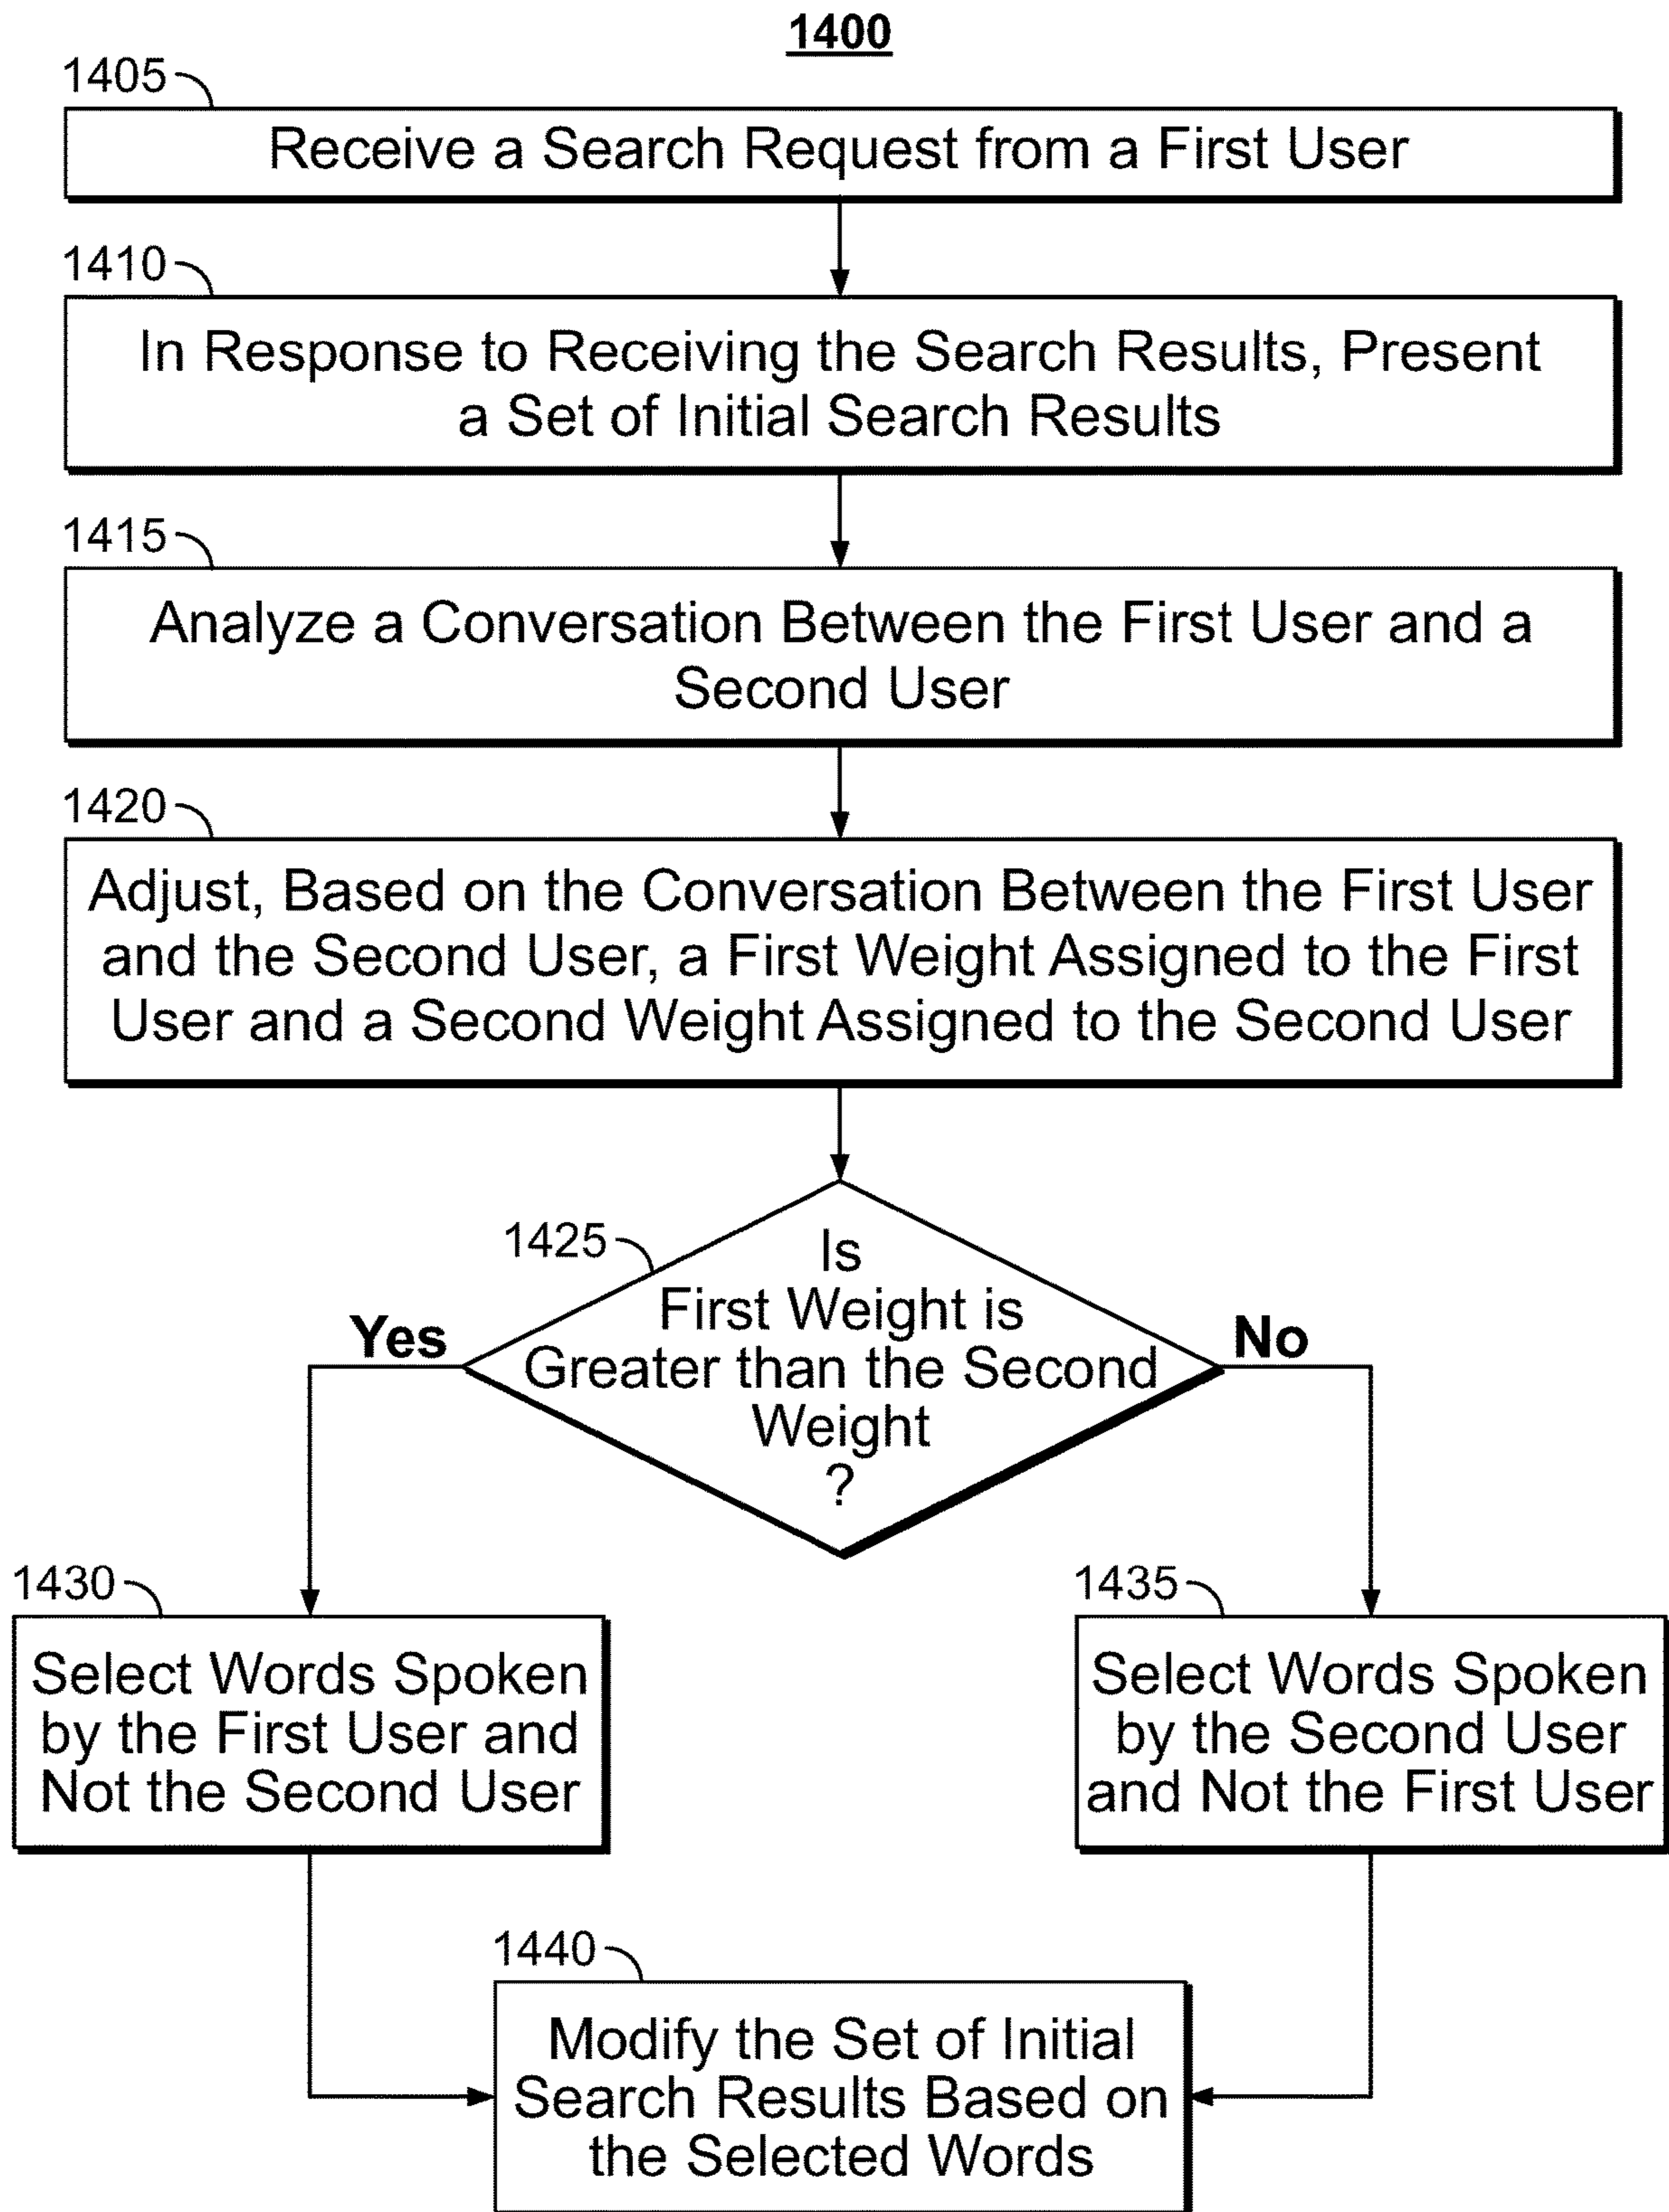 1400
1405
Receive a Search Request from a First User
1410
In Response to Receiving the Search Results, Present
a Set of Initial Search Results
1415
Analyze a Conversation Between the First User and a
Second User
1420
Adjust, Based on the Conversation Between the First User
and the Second User, a First Weight Assigned to the First
User and a Second Weight Assigned to the Second User
1425
Is
First Weight is
Greater than the Second
Weight
?
Yes
No
1430
Select Words Spoken
by the First User and
Not the Second User
1435
Select Words Spoken
by the Second User
and Not the First User
1440
Modify the Set of Initial
Search Results Based on
the Selected Words